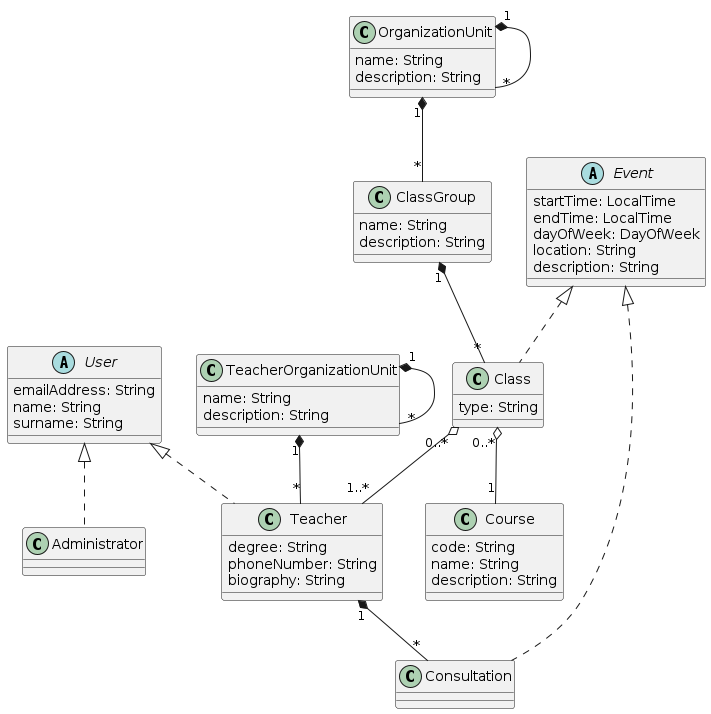 1
C OrganizationUnit
name: String
description: String
*
1
*
C ClassGroup
name: String
description: String
1
*
A Event
startTime: LocalTime
endTime: LocalTime
dayOfWeek: DayOfWeek
location: String
description: String
A User
emailAddress: String
name: String
surname: String
C TeacherOrganizationUnit
name: String
description: String
1
*
1
*
C Class
type: String
0..*
0..*
1..*
1
C Administrator
C Teacher
degree: String
phoneNumber: String
biography: String
C Course
code: String
name: String
description: String
1
*
C Consultation